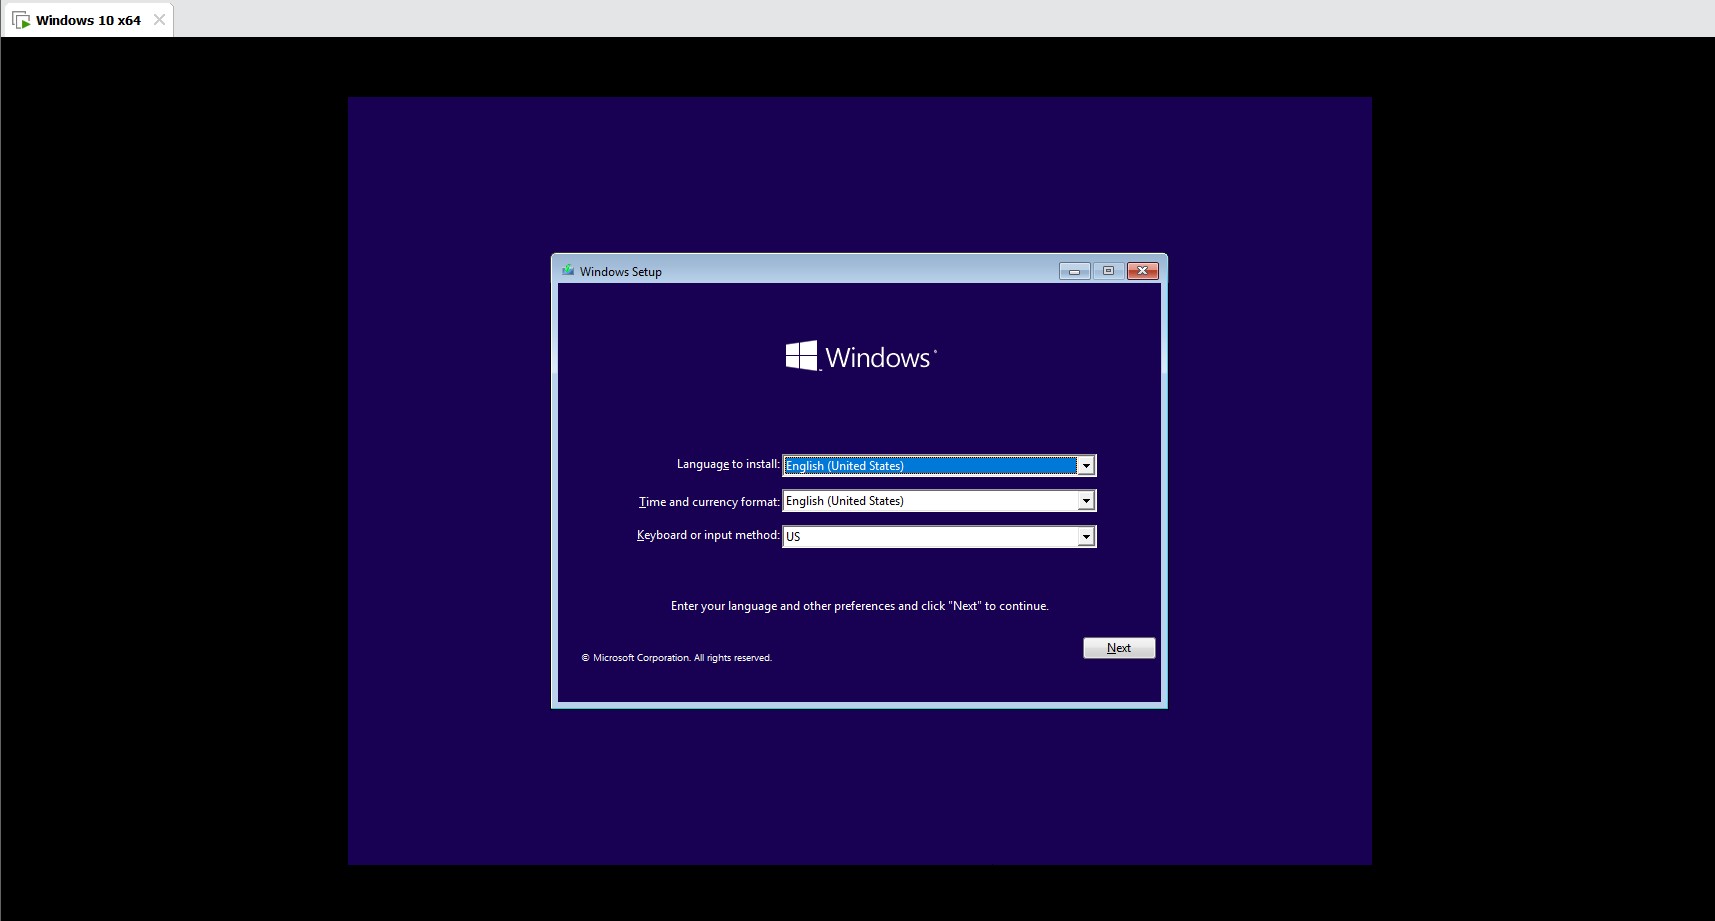 Windows 10 x64
Windows Setup
Windows
Language to install: English (United States)
Time and currency format: English (United States)
Keyboard or input method: US
Enter your language and other preferences and click "Next" to continue.
Next
© Microsoft Corporation. All rights reserved.